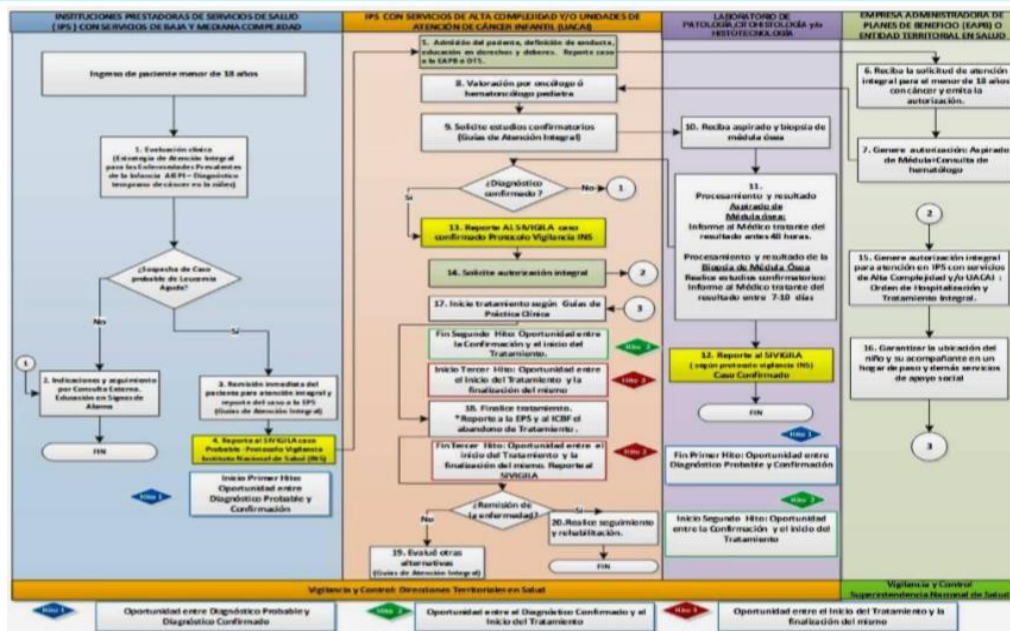 INSTITUCIONES PRESTADORAS DE SERVICIOS DE SALUD
( IPS ) CON SERVICIOS DE BAJA Y MEDIANA COMPLEJIDAD
Ingreso de paciente menor de 18 años
1. Evaluación clínica
(Estrategia de Atención Integral
para las Enfermedades Prevalentes
de la Infancia AIEPI – Diagnóstico
temprano de cáncer en la niñez)
¿Sospecha de Caso
probable de Leucemia
Aguda?
No
Si
1
2. Indicaciones y seguimiento
por Consulta Externa.
Educación en Signos de
Alarma
FIN
3. Remisión inmediata del
paciente para atención integral y
reporte del caso a la EPS
(Guías de Atención Integral)
4. Reporte al SIVIGILA caso
Probable -Protocolo Vigilancia
Instituto Nacional de Salud (INS)
Hito 1
Inicio Primer Hito:
Oportunidad entre
Diagnóstico Probable y
Confirmación
IPS CON SERVICIOS DE ALTA COMPLEJIDAD Y/O UNIDADES DE
ATENCIÓN DE CÁNCER INFANTIL (UACAI)
5. Admisión del paciente, definición de conducta,
educación en derechos y deberes. Reporte caso
a la EAPB o DTS.
8. Valoración por oncólogo ó
hematoncólogo pediatra
9. Solicite estudios confirmatorios
(Guías de Atención Integral)
¿Diagnóstico
confirmado ?
No
1
Si
13. Reporte AL SIVIGILA caso
confirmado Protocolo Vigilancia INS
14. Solicite autorización integral
2
17. Inicio tratamiento según Guías de
Práctica Clínica
3
Fin Segundo Hito: Oportunidad entre
la Confirmación y el inicio del
Tratamiento.
Hito 2
Inicio Tercer Hito: Oportunidad entre
el Inicio del Tratamiento y la
finalización del mismo
Hito 3
18. Finalice tratamiento.
*Reporte a la EPS y al ICBF el
abandono de Tratamiento .
Fin Tercer Hito: Oportunidad entre el
inicio del Tratamiento y la
finalización del mismo. Reporte al
SIVIGILA
Hito 3
¿Remisión de
la enfermedad?
No
Si
19. Evalué otras
alternativas
(Guías de Atención Integral)
20.Realice seguimiento
y rehabilitación.
FIN
LABORATORIO DE
PATOLOGÍA,CITOHISTOLOGÍA y/o
HISTOTECNOLOGÍA
10. Reciba aspirado y biopsia de
médula ósea
11.
Procesamiento y resultado
Aspirado de
Médula ósea:
Informe al Médico tratante del
resultado antes 48 horas.
Procesamiento y resultado de la
Biopsia de Médula Ósea
Realice estudios confirmatorios:
Informe al Médico tratante del
resultado entre 7-10 días
12. Reporte al SIVIGILA
( según protocolo vigilancia INS)
Caso Confirmado
FIN
Hito 1
Fin Primer Hito: Oportunidad entre
Diagnóstico Probable y Confirmación
Hito 2
Inicio Segundo Hito: Oportunidad
entre la Confirmación y el inicio del
Tratamiento
EMPRESA ADMINISTRADORA DE
PLANES DE BENEFICIO (EAPB) O
ENTIDAD TERRITORIAL EN SALUD
6. Reciba la solicitud de atención
integral para el menor de 18 años
con cáncer y emita la
autorización.
7. Genere autorización: Aspirado
de Médula+Consulta de
hematólogo
2
15. Genere autorización integral
para atención en IPS con servicios
de Alta Complejidad y/o UACAI :
Orden de Hospitalización y
Tratamiento Integral.
16. Garantizar la ubicación del
niño y su acompañante en un
hogar de paso y demás servicios
de apoyo social
3
Vigilancia y Control: Direcciones Territoriales en Salud
Vigilancia y Control
Superintendencia Nacional de Salud
Hito 1
Oportunidad entre Diagnóstico Probable y
Diagnóstico Confirmado
Hito 2
Oportunidad entre el Diagnóstico Confirmado y el
Inicio del Tratamiento
Hito 3
Oportunidad entre el Inicio del Tratamiento y la
finalización del mismo